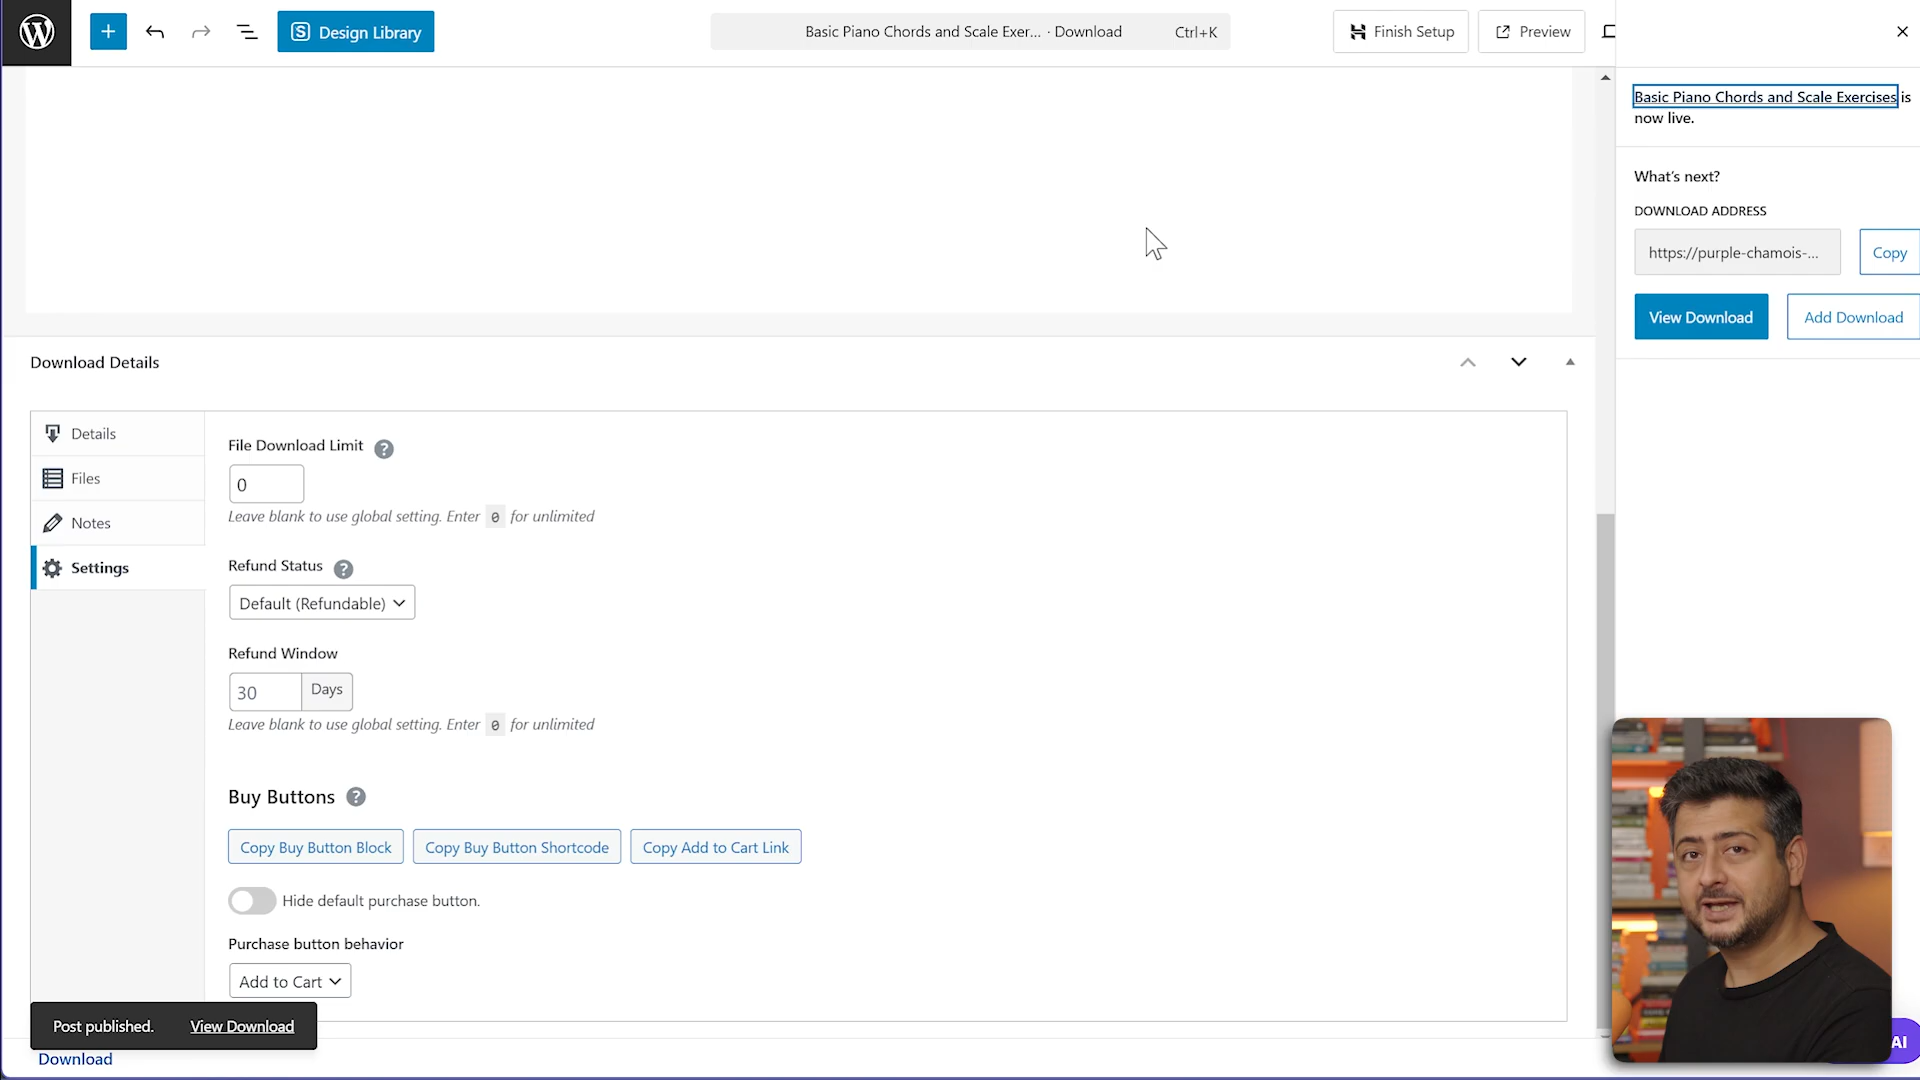 Design Library
Basic Piano Chords and Scale Exer... · Download
Ctrl+K
Finish Setup
Preview
Basic Piano Chords and Scale Exercises is
now live.
What's next?
DOWNLOAD ADDRESS
https://purple-chamois-...
Copy
View Download
Add Download
Download Details
Details
Files
Notes
Settings
File Download Limit ?
0
Leave blank to use global setting. Enter 0 for unlimited
Refund Status ?
Default (Refundable)
Refund Window
30 Days
Leave blank to use global setting. Enter 0 for unlimited
Buy Buttons ?
Copy Buy Button Block
Copy Buy Button Shortcode
Copy Add to Cart Link
Hide default purchase button.
Purchase button behavior
Add to Cart
Post published. View Download
Download
AI